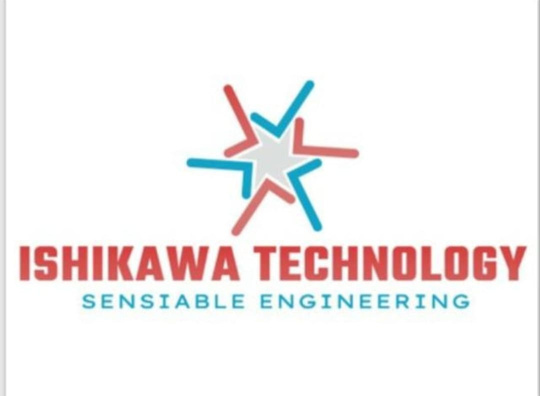 ISHIKAWA TECHNOLOGY
SENSIABLE ENGINEERING